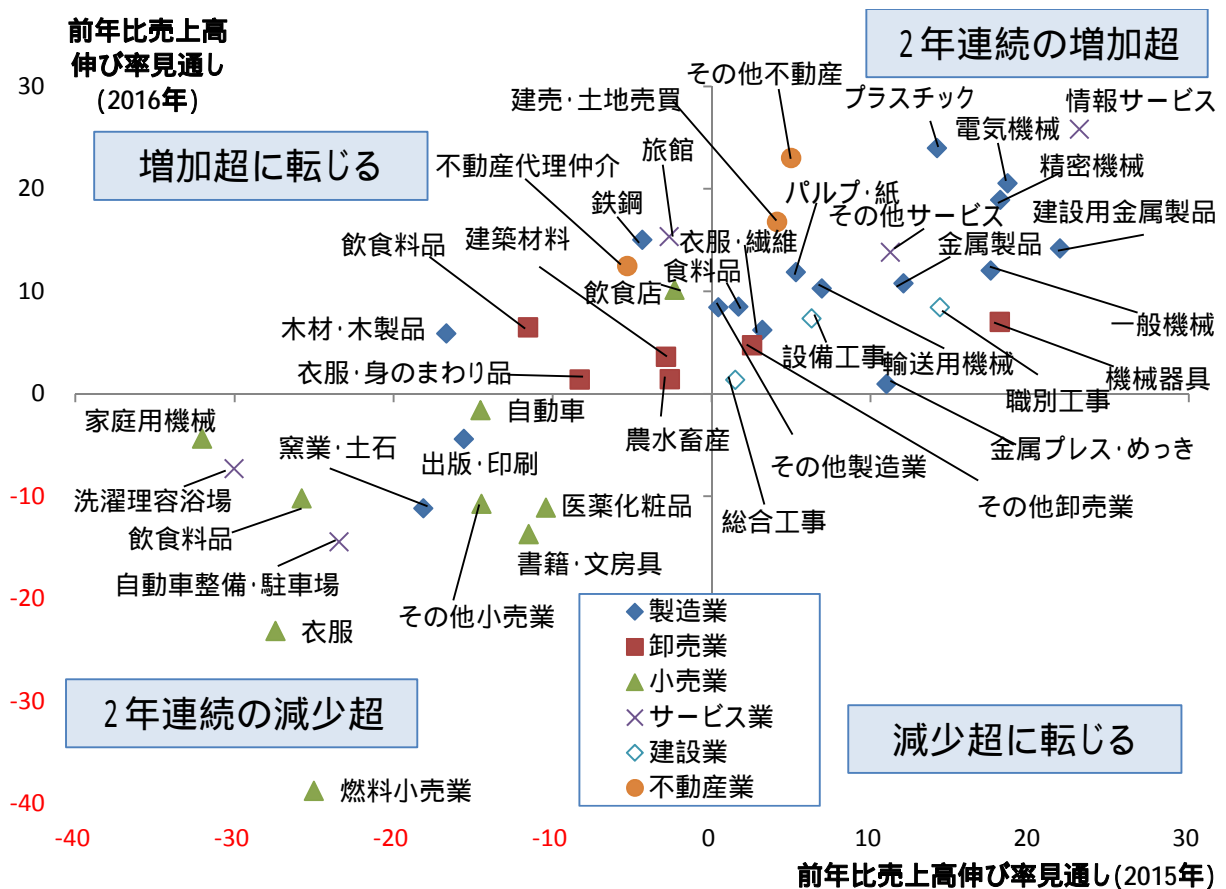 前年比売上高
伸び率見通し
(2016年)
2年連続の増加超
その他不動産
プラスチック
情報サービス
建売・土地売買
電気機械
増加超に転じる
旅館
不動産代理仲介
精密機械
鉄鋼
パルプ・紙
その他サービス
建設用金属製品
建築材料
衣服・繊維
金属製品
飲食料品
食料品
飲食店
木材・木製品
一般機械
設備工事
輸送用機械
衣服・身のまわり品
機械器具
職別工事
家庭用機械
自動車
農水畜産
金属プレス・めっき
窯業・土石
出版・印刷
その他製造業
洗濯理容浴場
医薬化粧品
その他卸売業
総合工事
飲食料品
書籍・文房具
自動車整備・駐車場
その他小売業
衣服
製造業
卸売業
小売業
サービス業
建設業
不動産業
2年連続の減少超
減少超に転じる
燃料小売業
30
20
10
0
-10
-20
-30
-40
-40
-30
-20
-10
0
10
20
30
前年比売上高伸び率見通し(2015年)